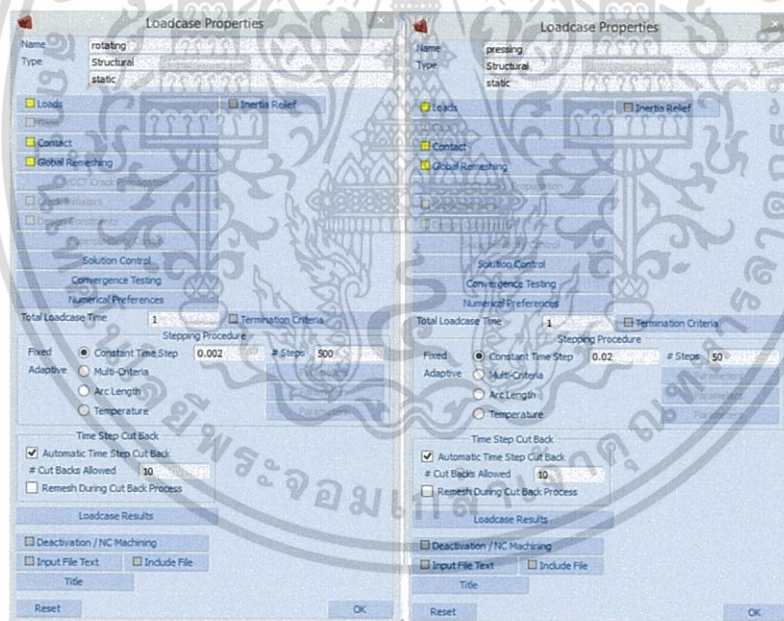 Loadcase Properties
Name rotating
Type Structural
static
Loads Inertia Relief
Contact
Global Remeshing
Solution Control
Convergence Testing
Numerical Preferences
Total Loadcase Time 1 Termination Criteria
Stepping Procedure
Fixed Constant Time Step 0.002 # Steps 500
Adaptive Multi-Criteria
Arc Length
Temperature
Time Step Cut Back
Automatic Time Step Cut Back
# Cut Backs Allowed 10
Remesh During Cut Back Process
Loadcase Results
Deactivation / NC Machining
Input File Text Include File
Title
Reset OK
Loadcase Properties
Name pressing
Type Structural
static
Loads Inertia Relief
Contact
Global Remeshing
Solution Control
Convergence Testing
Numerical Preferences
Total Loadcase Time 1 Termination Criteria
Stepping Procedure
Fixed Constant Time Step 0.02 # Steps 50
Adaptive Multi-Criteria
Arc Length
Temperature
Time Step Cut Back
Automatic Time Step Cut Back
# Cut Backs Allowed 10
Remesh During Cut Back Process
Loadcase Results
Deactivation / NC Machining
Input File Text Include File
Title
Reset OK